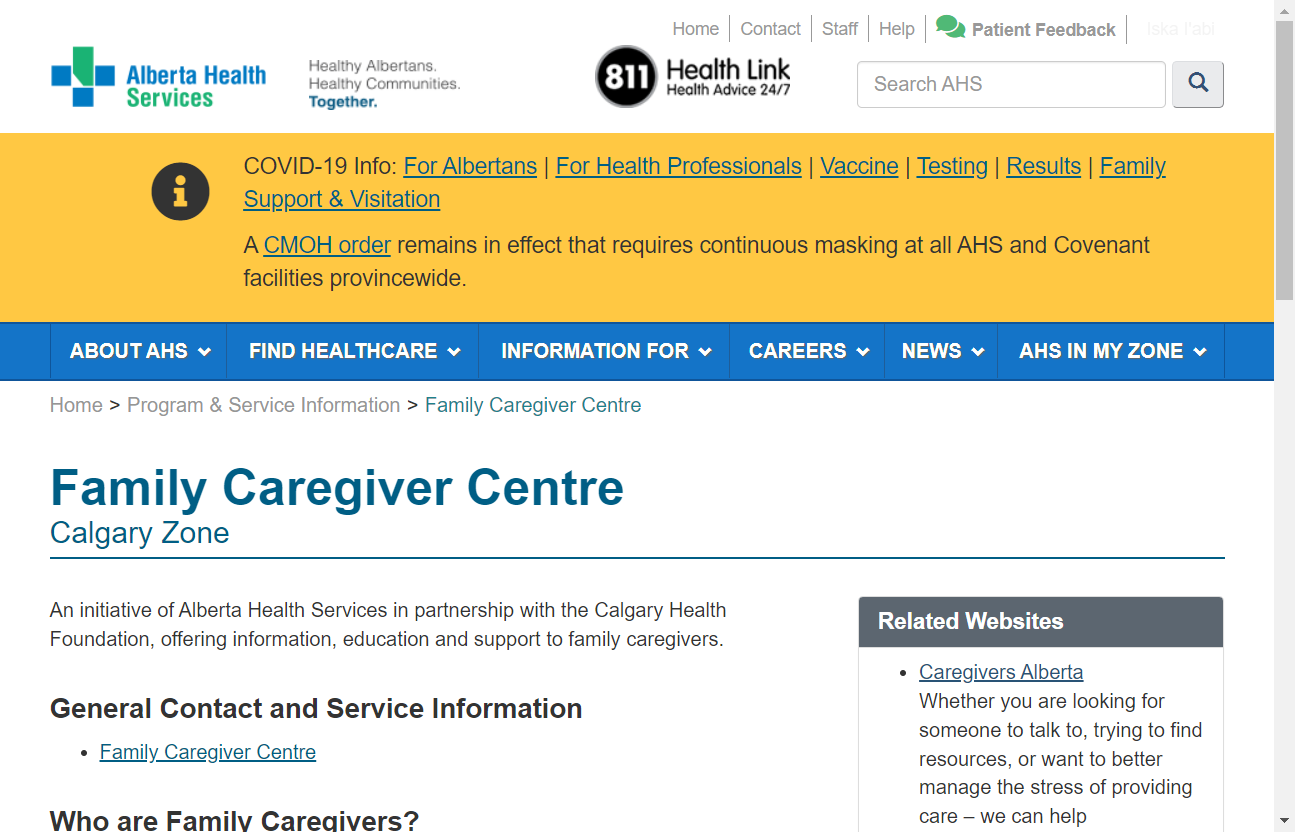 Home Contact Staff Help Patient Feedback Iska l'abi
Alberta Health
Services
Healthy Albertans.
Healthy Communities.
Together.
811 Health Link
Health Advice 24/7
Search AHS
COVID-19 Info: For Albertans | For Health Professionals | Vaccine | Testing | Results | Family
Support & Visitation
A CMOH order remains in effect that requires continuous masking at all AHS and Covenant
facilities provincewide.
ABOUT AHS FIND HEALTHCARE INFORMATION FOR CAREERS NEWS AHS IN MY ZONE
Home > Program & Service Information > Family Caregiver Centre
Family Caregiver Centre
Calgary Zone
An initiative of Alberta Health Services in partnership with the Calgary Health
Foundation, offering information, education and support to family caregivers.
General Contact and Service Information
• Family Caregiver Centre
Who are Family Caregivers?
Related Websites
• Caregivers Alberta
Whether you are looking for
someone to talk to, trying to find
resources, or want to better
manage the stress of providing
care – we can help